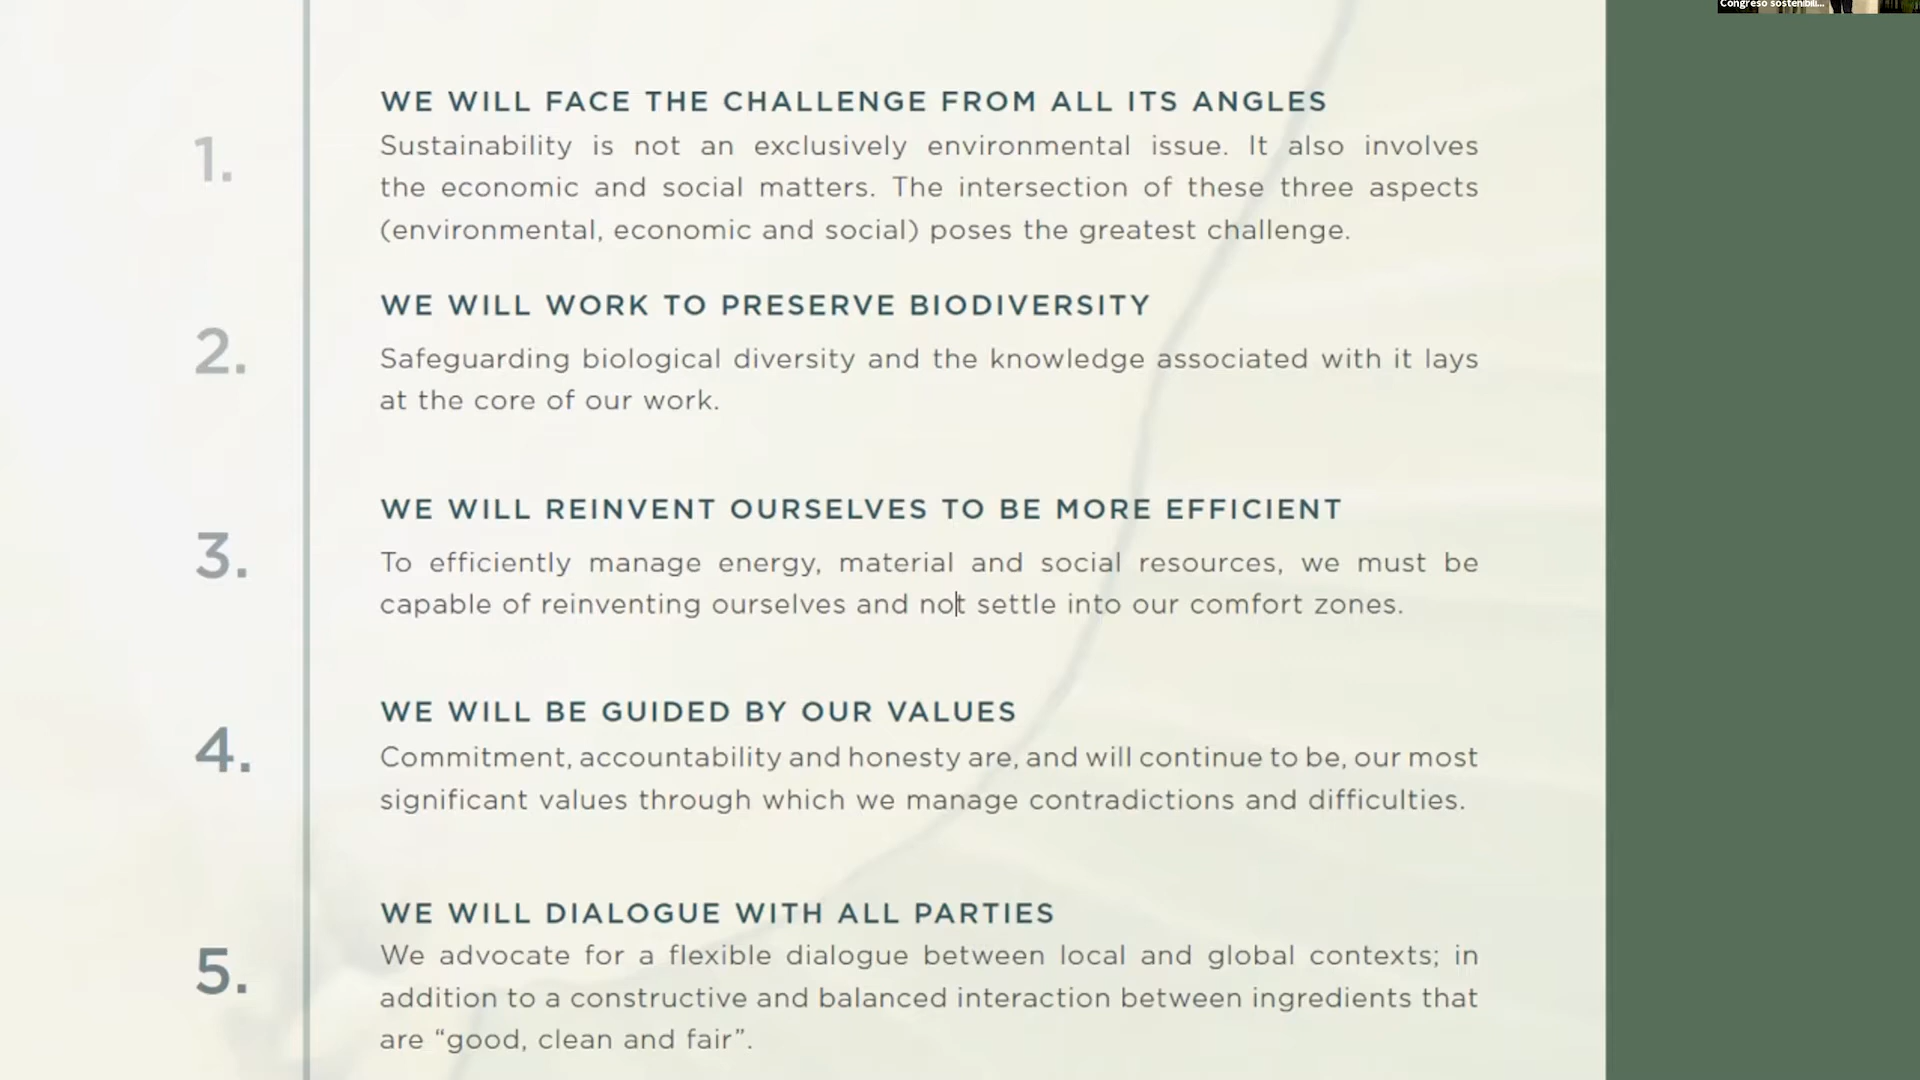 Congreso sostenibili...
WE WILL FACE THE CHALLENGE FROM ALL ITS ANGLES
1.
Sustainability is not an exclusively environmental issue. It also involves
the economic and social matters. The intersection of these three aspects
(environmental, economic and social) poses the greatest challenge.
WE WILL WORK TO PRESERVE BIODIVERSITY
2.
Safeguarding biological diversity and the knowledge associated with it lays
at the core of our work.
WE WILL REINVENT OURSELVES TO BE MORE EFFICIENT
3.
To efficiently manage energy, material and social resources, we must be
capable of reinventing ourselves and not settle into our comfort zones.
WE WILL BE GUIDED BY OUR VALUES
4.
Commitment, accountability and honesty are, and will continue to be, our most
significant values through which we manage contradictions and difficulties.
WE WILL DIALOGUE WITH ALL PARTIES
5.
We advocate for a flexible dialogue between local and global contexts; in
addition to a constructive and balanced interaction between ingredients that
are “good, clean and fair”.